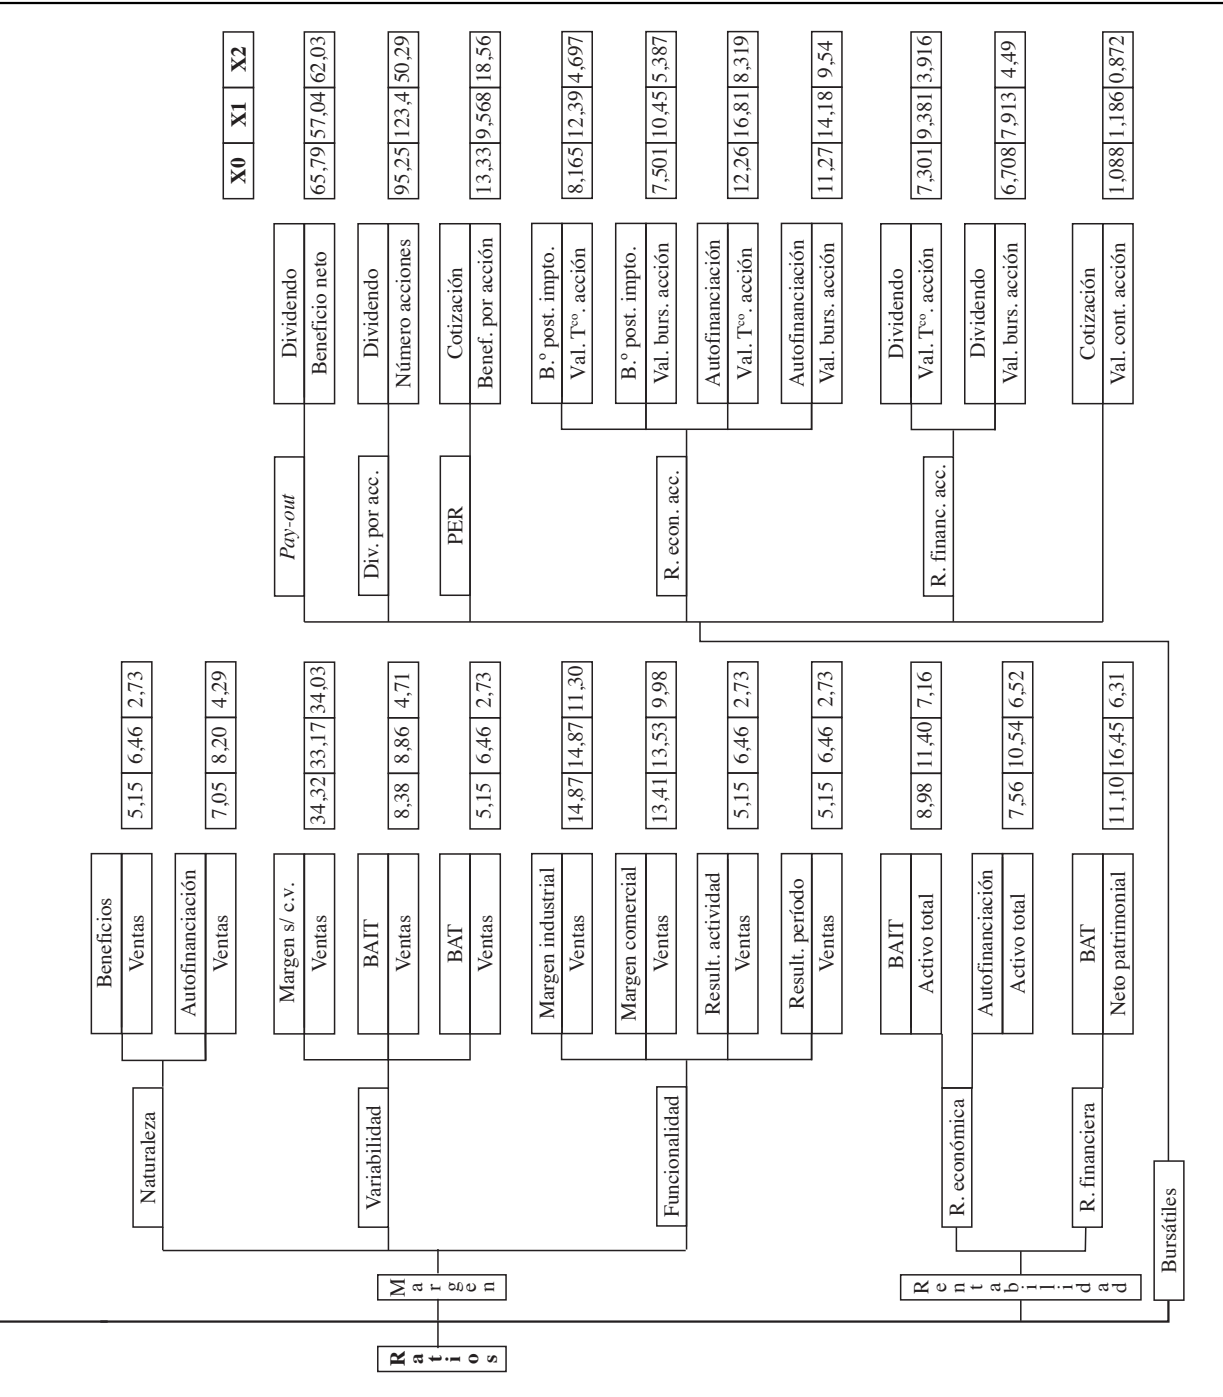 Ratios
Margen
Naturaleza
Beneficios
Ventas
5,15 6,46 2,73
Autofinanciación
Ventas
7,05 8,20 4,29
Variabilidad
Margen s/ c.v.
Ventas
34,32 33,17 34,03
BAIT
Ventas
8,38 8,86 4,71
BAT
Ventas
5,15 6,46 2,73
Funcionalidad
Margen industrial
Ventas
14,87 14,87 11,30
Margen comercial
Ventas
13,41 13,53 9,98
Result. actividad
Ventas
5,15 6,46 2,73
Result. período
Ventas
5,15 6,46 2,73
Rentabilidad
R. económica
BAIT
Activo total
8,98 11,40 7,16
Autofinanciación
Activo total
7,56 10,54 6,52
R. financiera
BAT
Neto patrimonial
11,10 16,45 6,31
Bursátiles
X0 X1 X2
Pay-out
Dividendo
Beneficio neto
65,79 57,04 62,03
Div. por acc.
Dividendo
Número acciones
95,25 123,4 50,29
PER
Cotización
Benef. por acción
13,33 9,568 18,56
R. econ. acc.
B.º post. impto.
Val. Tᶜᵒ. acción
8,165 12,39 4,697
B.º post. impto.
Val. burs. acción
7,501 10,45 5,387
Autofinanciación
Val. Tᶜᵒ. acción
12,26 16,81 8,319
Autofinanciación
Val. burs. acción
11,27 14,18 9,54
R. financ. acc.
Dividendo
Val. Tᶜᵒ. acción
7,301 9,381 3,916
Dividendo
Val. burs. acción
6,708 7,913 4,49
Cotización
Val. cont. acción
1,088 1,186 0,872